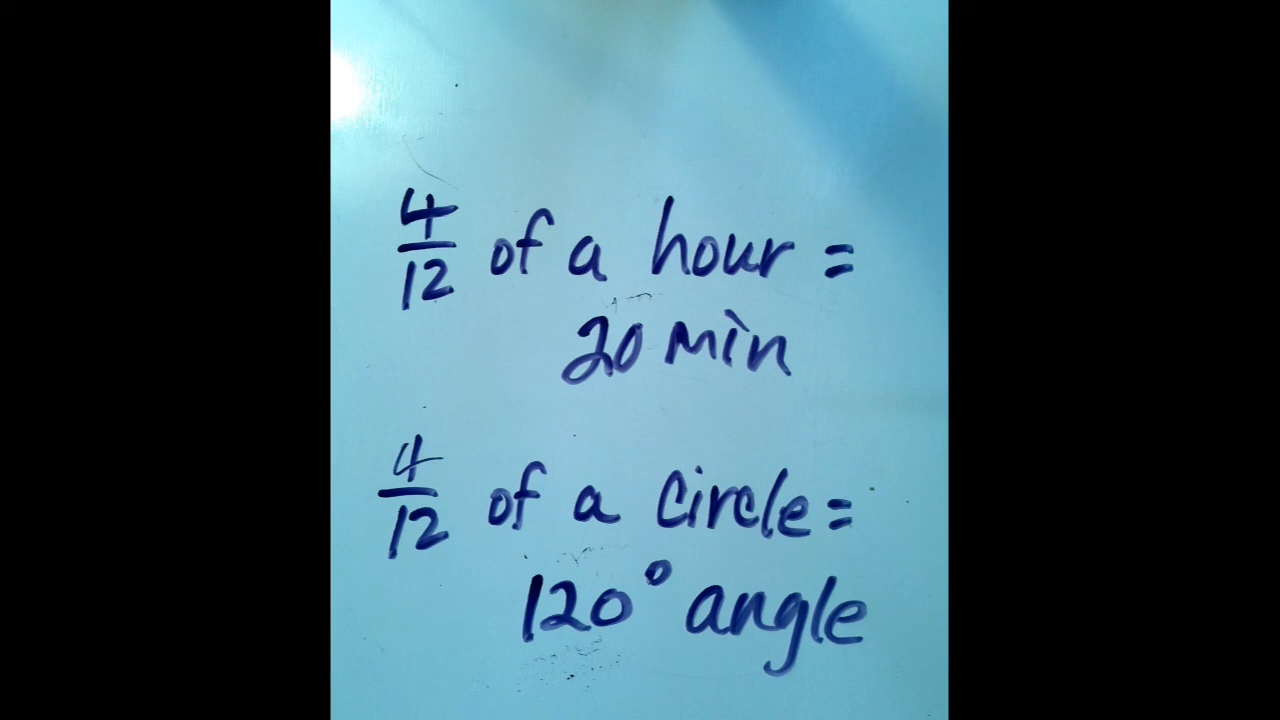 4/12 of a hour =
20 min
4/12 of a circle =
120° angle